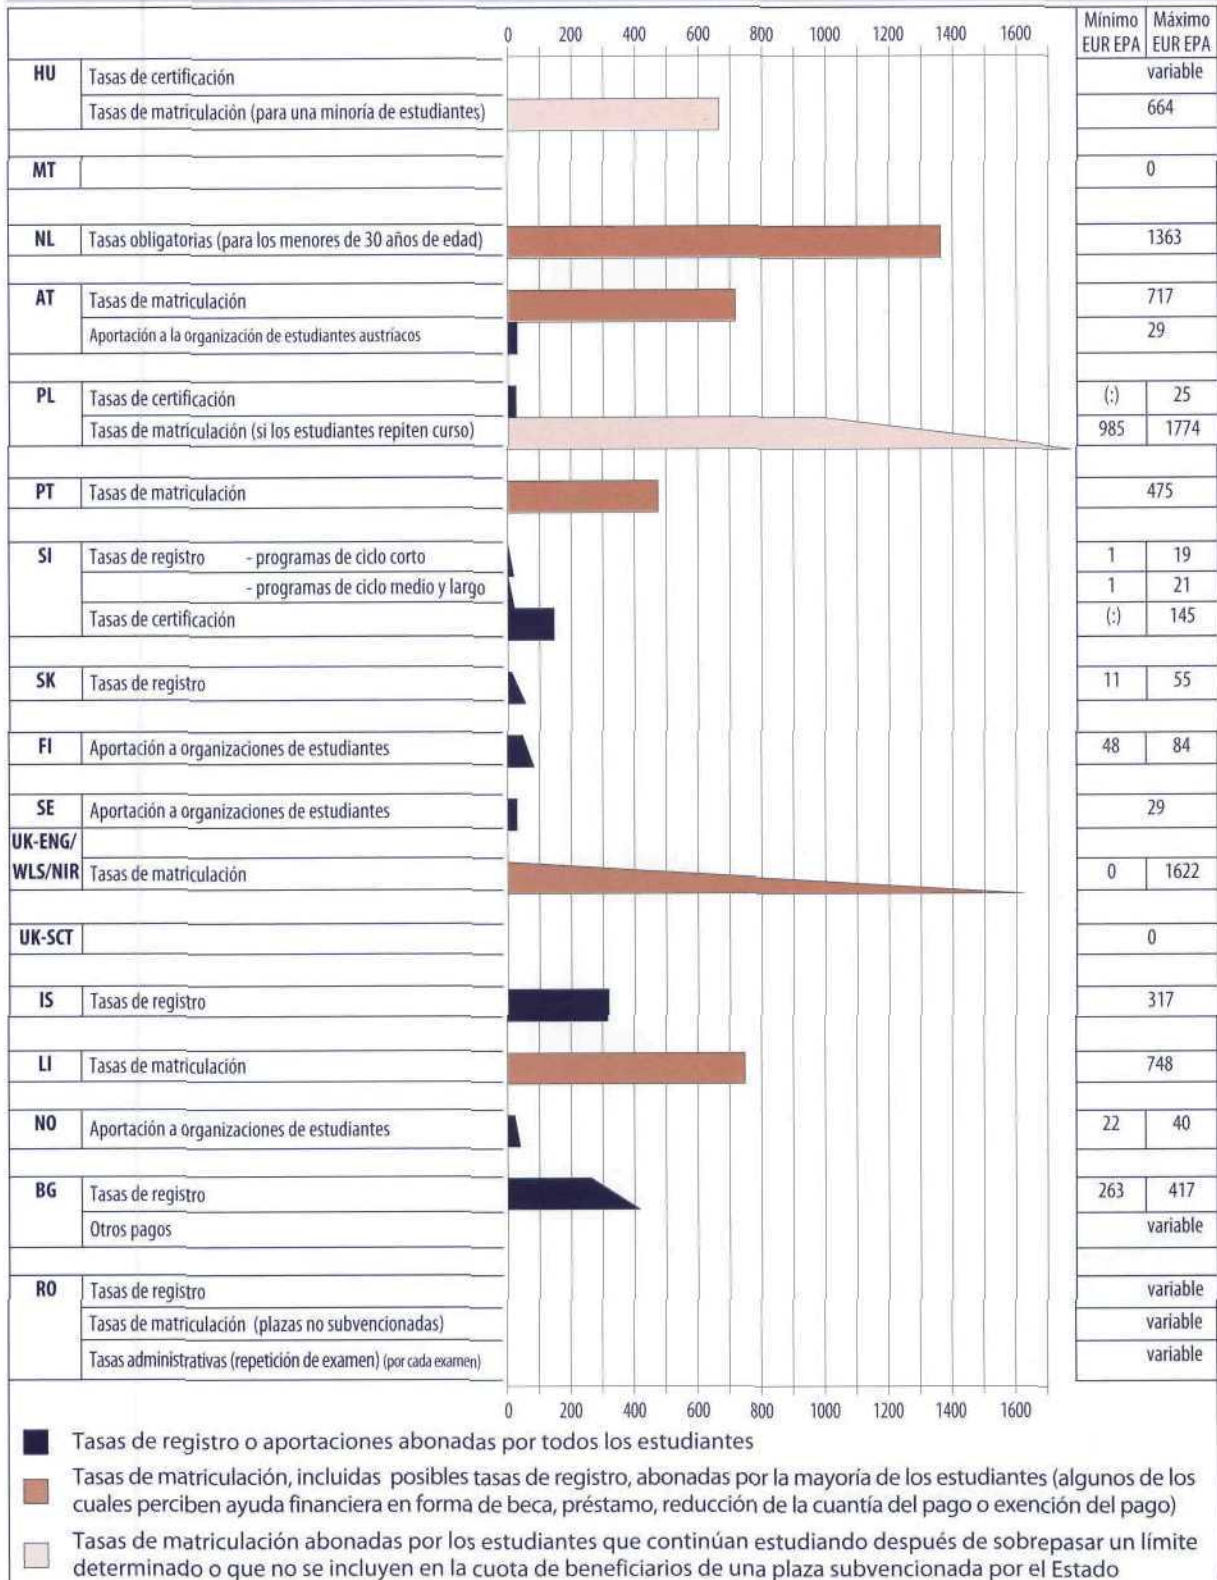 0 200 400 600 800 1000 1200 1400 1600 Mínimo EUR EPA Máximo EUR EPA
HU Tasas de certificación variable
Tasas de matriculación (para una minoría de estudiantes) 664
MT 0
NL Tasas obligatorias (para los menores de 30 años de edad) 1363
AT Tasas de matriculación 717
Aportación a la organización de estudiantes austríacos 29
PL Tasas de certificación (:) 25
Tasas de matriculación (si los estudiantes repiten curso) 985 1774
PT Tasas de matriculación 475
SI Tasas de registro - programas de ciclo corto 1 19
- programas de ciclo medio y largo 1 21
Tasas de certificación (:) 145
SK Tasas de registro 11 55
FI Aportación a organizaciones de estudiantes 48 84
SE Aportación a organizaciones de estudiantes 29
UK-ENG/
WLS/NIR Tasas de matriculación 0 1622
UK-SCT 0
IS Tasas de registro 317
LI Tasas de matriculación 748
NO Aportación a organizaciones de estudiantes 22 40
BG Tasas de registro 263 417
Otros pagos variable
RO Tasas de registro variable
Tasas de matriculación (plazas no subvencionadas) variable
Tasas administrativas (repetición de examen) (por cada examen) variable
0 200 400 600 800 1000 1200 1400 1600
Tasas de registro o aportaciones abonadas por todos los estudiantes
Tasas de matriculación, incluidas posibles tasas de registro, abonadas por la mayoría de los estudiantes (algunos de los
cuales perciben ayuda financiera en forma de beca, préstamo, reducción de la cuantía del pago o exención del pago)
Tasas de matriculación abonadas por los estudiantes que continúan estudiando después de sobrepasar un límite
determinado o que no se incluyen en la cuota de beneficiarios de una plaza subvencionada por el Estado